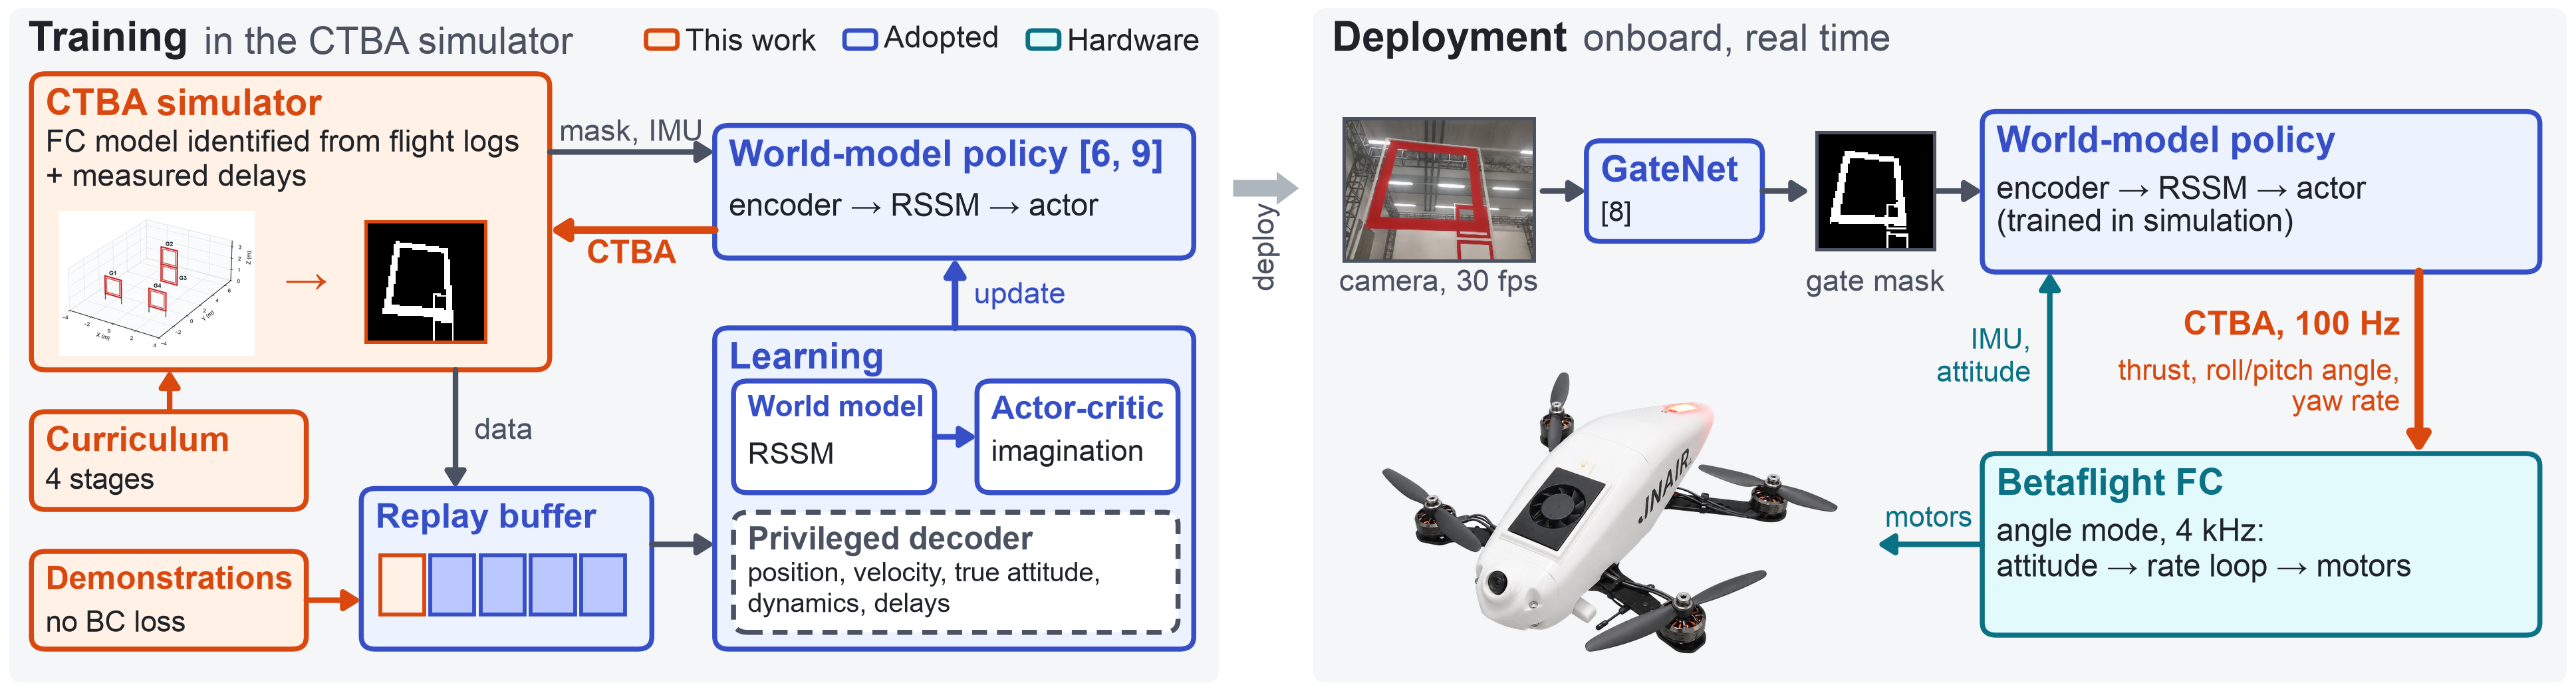 Training in the CTBA simulator
This work
Adopted
Hardware
CTBA simulator
FC model identified from flight logs
+ measured delays
G1
G2
G3
G4
X (m)
Y (m)
Z (m)
mask, IMU
CTBA
World-model policy [6, 9]
encoder → RSSM → actor
update
Curriculum
4 stages
data
Demonstrations
no BC loss
Replay buffer
Learning
World model
RSSM
Actor-critic
imagination
Privileged decoder
position, velocity, true attitude,
dynamics, delays
deploy
Deployment onboard, real time
camera, 30 fps
GateNet
[8]
gate mask
World-model policy
encoder → RSSM → actor
(trained in simulation)
IMU,
attitude
CTBA, 100 Hz
thrust, roll/pitch angle,
yaw rate
motors
Betaflight FC
angle mode, 4 kHz:
attitude → rate loop → motors